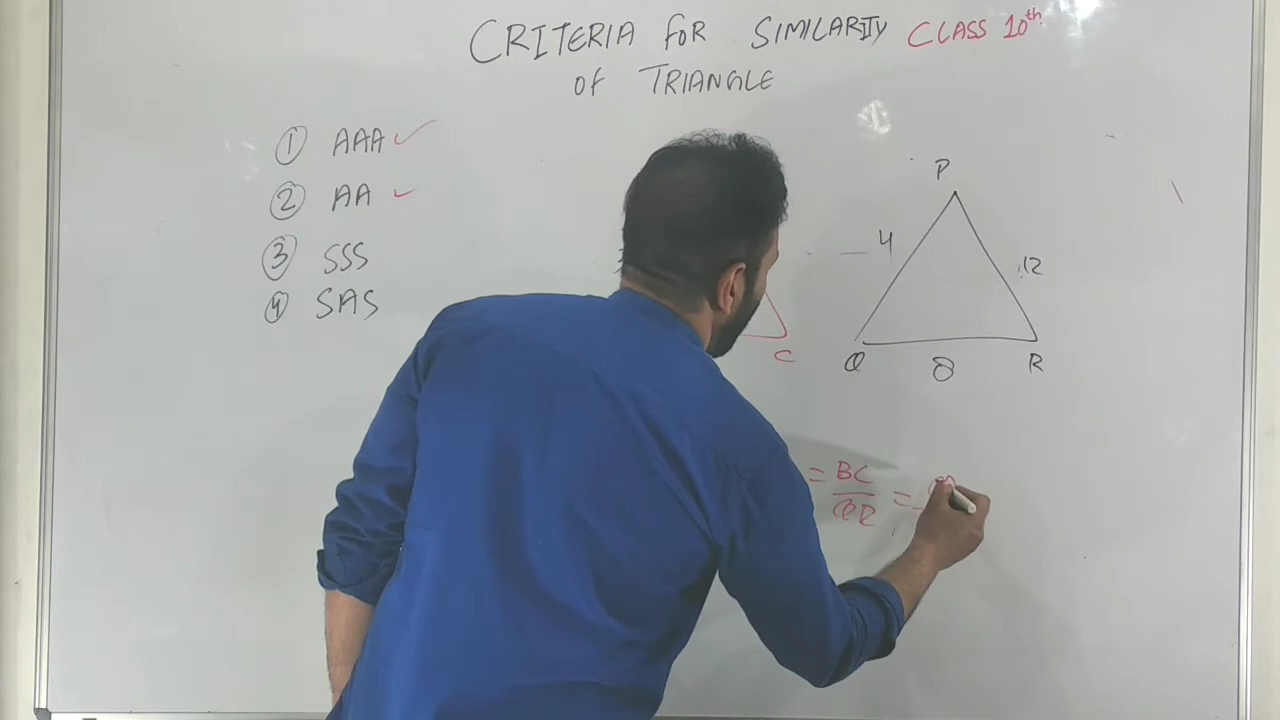 CRITERIA FOR SIMILARITY CLASS 10th
OF TRIANGLE
① AAA ✓
② AA ✓
③ SSS
④ SAS
P
4
12
Q
8
R
C
= BC
QR
=